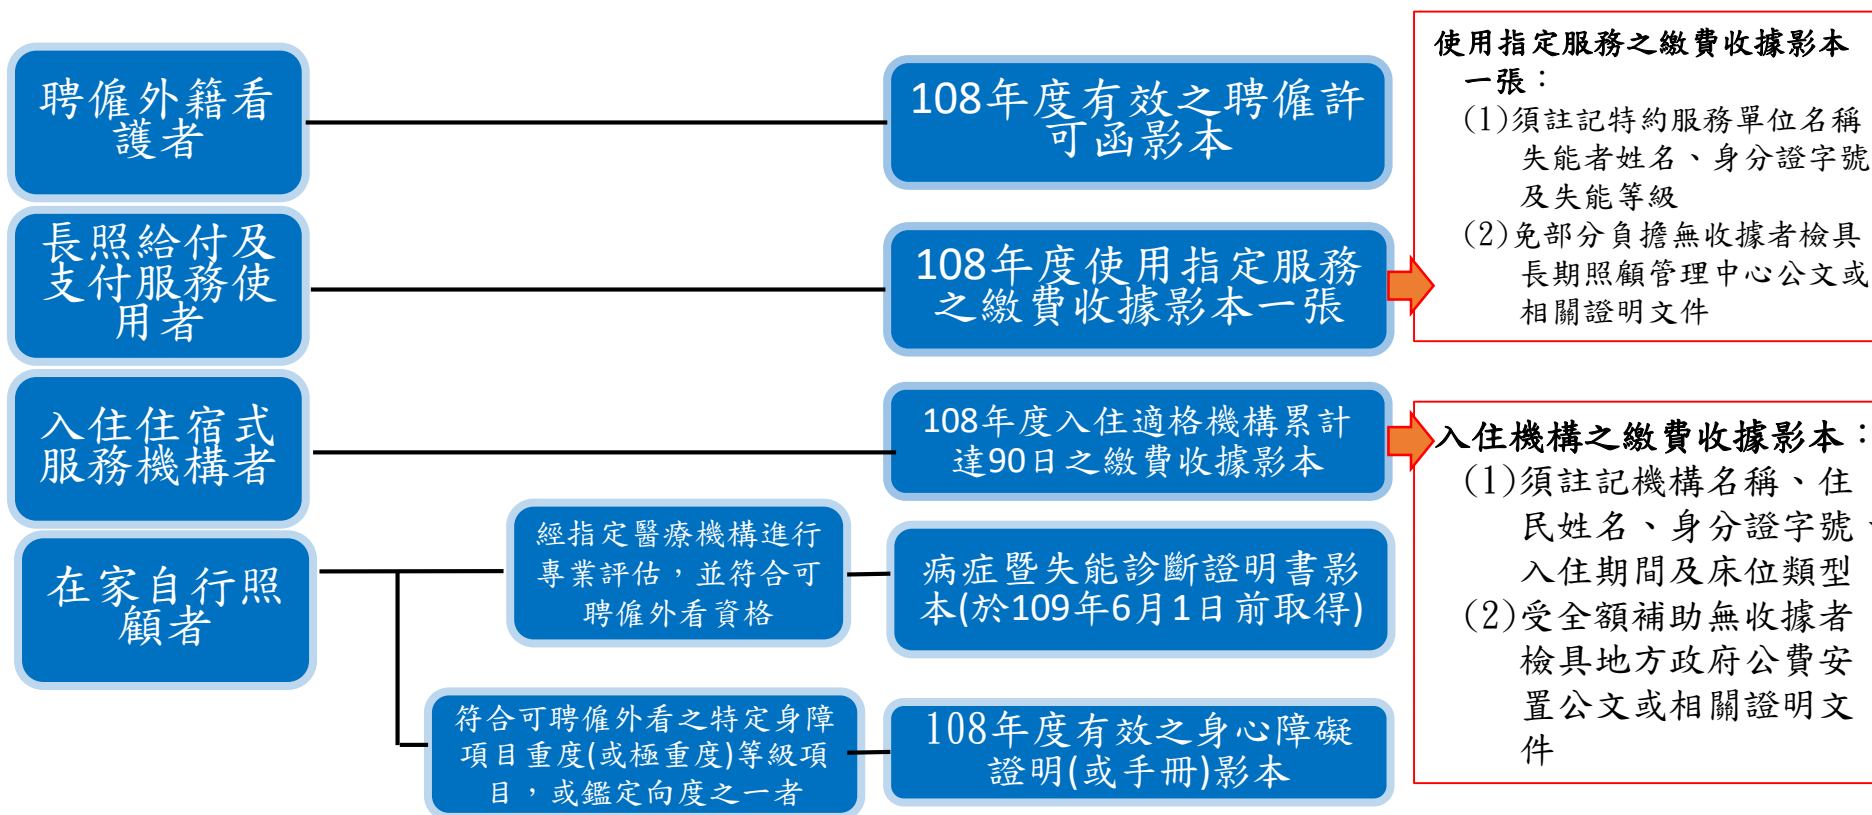 聘僱外籍看
護者
108年度有效之聘僱許
可函影本
長照給付及
支付服務使
用者
108年度使用指定服務
之繳費收據影本一張
使用指定服務之繳費收據影本
一張：
(1)須註記特約服務單位名稱
失能者姓名、身分證字號
及失能等級
(2)免部分負擔無收據者檢具
長期照顧管理中心公文或
相關證明文件
入住住宿式
服務機構者
108年度入住適格機構累計
達90日之繳費收據影本
入住機構之繳費收據影本：
(1)須註記機構名稱、住
民姓名、身分證字號、
入住期間及床位類型
(2)受全額補助無收據者
檢具地方政府公費安
置公文或相關證明文
件
在家自行照
顧者
經指定醫療機構進行
專業評估，並符合可
聘僱外看資格
病症暨失能診斷證明書影
本(於109年6月1日前取得)
符合可聘僱外看之特定身障
項目重度(或極重度)等級項
目，或鑑定向度之一者
108年度有效之身心障礙
證明(或手冊)影本